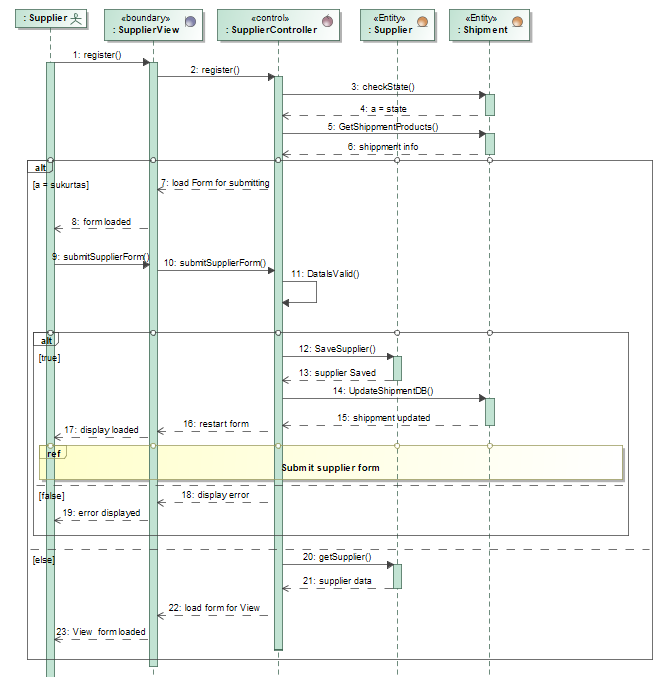 : Supplier
«boundary»
: SupplierView
«control»
: SupplierController
«Entity»
: Supplier
«Entity»
: Shipment
1: register()
2: register()
3: checkState()
4: a = state
5: GetShippmentProducts()
6: shippment info
alt
[a = sukurtas]
7: load Form for submitting
8: form loaded
9: submitSupplierForm()
10: submitSupplierForm()
11: DataIsValid()
alt
[true]
12: SaveSupplier()
13: supplier Saved
14: UpdateShipmentDB()
15: shippment updated
16: restart form
17: display loaded
ref
Submit supplier form
[false]
18: display error
19: error displayed
[else]
20: getSupplier()
21: supplier data
22: load form for View
23: View form loaded